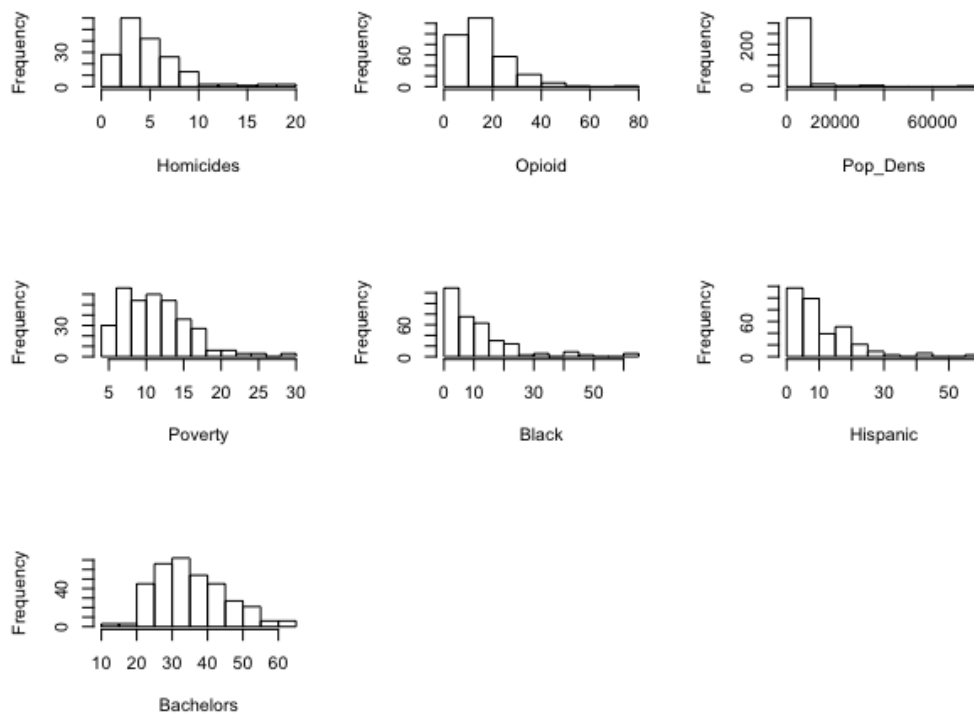 Frequency
30
0
0 5 10 15 20
Homicides
Frequency
60
0
0 20 40 60 80
Opioid
Frequency
200
0
0 20000 60000
Pop_Dens
Frequency
30
0
5 10 15 20 25 30
Poverty
Frequency
60
0
0 10 30 50
Black
Frequency
60
0
0 10 30 50
Hispanic
Frequency
40
0
10 20 30 40 50 60
Bachelors